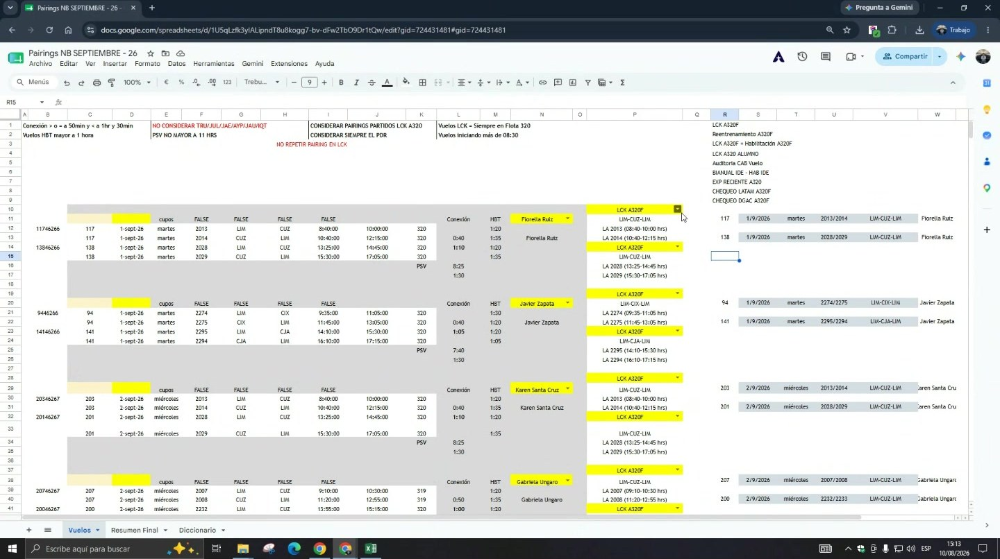 Pairings NB SEPTIEMBRE - 26 -
Pregunta a Gemini
docs.google.com/spreadsheets/d/1U5qLzfk3ylALipndT8u8kogg7-bv-dFw2TbO9Dr1tQw/edit?gid=724431481#gid=724431481
Trabajo
Pairings NB SEPTIEMBRE - 26
Archivo Editar Ver Insertar Formato Datos Herramientas Gemini Extensiones Ayuda
Compartir
Menús 100% € % .0 .00 123 Trebu... − 9 + B I S A Σ
R15 fx
A B C D E F G H I J K L M N O P Q R S T U V W
1 Conexión > o = a 50min y < a 1hr y 30min NO CONSIDERAR TRU/JUL/JAE/AYP/JAU/IQT CONSIDERAR PAIRINGS PARTIDOS LCK A320 Vuelos LCK = Siempre en Flota 320 LCK A320F
2 Vuelos HBT mayor a 1 hora PSV NO MAYOR A 11 HRS CONSIDERAR SIEMPRE EL PDR Vuelos iniciando más de 08:30 Reentrenamiento A320F
3 NO REPETIR PAIRING EN LCK LCK A320F + Habilitación A320F
4 LCK A320 ALUMNO
5 Auditoria CAB Vuelo
6 BIANUAL IDE - HAB IDE
7 EXP RECIENTE A320
8 CHEQUEO LATAM A320F
9 CHEQUEO DGAC A320F
10 LCK A320F
11 cupos FALSE FALSE FALSE FALSE Conexión HBT Fiorella Ruiz LIM-CUZ-LIM 117 1/9/2026 martes 2013/2014 LIM-CUZ-LIM Fiorella Ruiz
12 11746266 117 1-sept-26 martes 2013 LIM CUZ 8:40:00 10:00:00 320 1:20 LA 2013 (08:40-10:00 hrs)
13 117 1-sept-26 martes 2014 CUZ LIM 10:40:00 12:15:00 320 0:40 1:35 Fiorella Ruiz LA 2014 (10:40-12:15 hrs) 138 1/9/2026 martes 2028/2029 LIM-CUZ-LIM Fiorella Ruiz
14 13846266 138 1-sept-26 martes 2028 LIM CUZ 13:25:00 14:45:00 320 1:10 1:20 LCK A320F
15 138 1-sept-26 martes 2029 CUZ LIM 15:30:00 17:05:00 320 1:35 LIM-CUZ-LIM
16 PSV 8:25 LA 2028 (13:25-14:45 hrs)
17 1:30 LA 2029 (15:30-17:05 hrs)
18
19 LCK A320F
20 cupos FALSE FALSE FALSE FALSE Conexión HBT Javier Zapata LIM-CIX-LIM 94 1/9/2026 martes 2274/2275 LIM-CIX-LIM Javier Zapata
21 9446266 94 1-sept-26 martes 2274 LIM CIX 9:35:00 11:05:00 320 1:30 LA 2274 (09:35-11:05 hrs)
22 94 1-sept-26 martes 2275 CIX LIM 11:45:00 13:05:00 320 0:40 1:20 Javier Zapata LA 2275 (11:45-13:05 hrs) 141 1/9/2026 martes 2295/2294 LIM-CJA-LIM Javier Zapata
23 14146266 141 1-sept-26 martes 2295 LIM CJA 14:10:00 15:30:00 320 1:05 1:20 LCK A320F
24 141 1-sept-26 martes 2294 CJA LIM 16:10:00 17:15:00 320 1:05 LIM-CJA-LIM
25 PSV 7:40 LA 2295 (14:10-15:30 hrs)
26 1:30 LA 2294 (16:10-17:15 hrs)
27
28 LCK A320F
29 cupos FALSE FALSE FALSE FALSE Conexión HBT Karen Santa Cruz LIM-CUZ-LIM 203 2/9/2026 miércoles 2013/2014 LIM-CUZ-LIM Karen Santa Cru
30 20346267 203 2-sept-26 miércoles 2013 LIM CUZ 8:40:00 10:00:00 320 1:20 LA 2013 (08:40-10:00 hrs)
31 203 2-sept-26 miércoles 2014 CUZ LIM 10:40:00 12:15:00 320 0:40 1:35 Karen Santa Cruz LA 2014 (10:40-12:15 hrs) 201 2/9/2026 miércoles 2028/2029 LIM-CUZ-LIM Karen Santa Cru
32 20146267 201 2-sept-26 miércoles 2028 LIM CUZ 13:25:00 14:45:00 320 1:10 1:20 LCK A320F
33 201 2-sept-26 miércoles 2029 CUZ LIM 15:30:00 17:05:00 320 1:35 LIM-CUZ-LIM
34 PSV 8:25 LA 2028 (13:25-14:45 hrs)
35 1:30 LA 2029 (15:30-17:05 hrs)
36
37 LCK A320F
38 cupos FALSE FALSE FALSE FALSE Conexión HBT Gabriela Ungaro LIM-CUZ-LIM 207 2/9/2026 miércoles 2007/2008 LIM-CUZ-LIM Gabriela Ungaro
39 20746267 207 2-sept-26 miércoles 2007 LIM CUZ 9:10:00 10:30:00 319 1:20 LA 2007 (09:10-10:30 hrs)
40 207 2-sept-26 miércoles 2008 CUZ LIM 11:20:00 12:55:00 319 0:50 1:35 Gabriela Ungaro LA 2008 (11:20-12:55 hrs) 200 2/9/2026 miércoles 2232/2233 LIM-CUZ-LIM Gabriela Ungaro
41 20046267 200 2-sept-26 miércoles 2232 LIM CUZ 13:55:00 15:15:00 320 1:00 1:20 LCK A320F
Vuelos Resumen Final Diccionario
Escribe aquí para buscar
ESP
15:13
10/08/2026